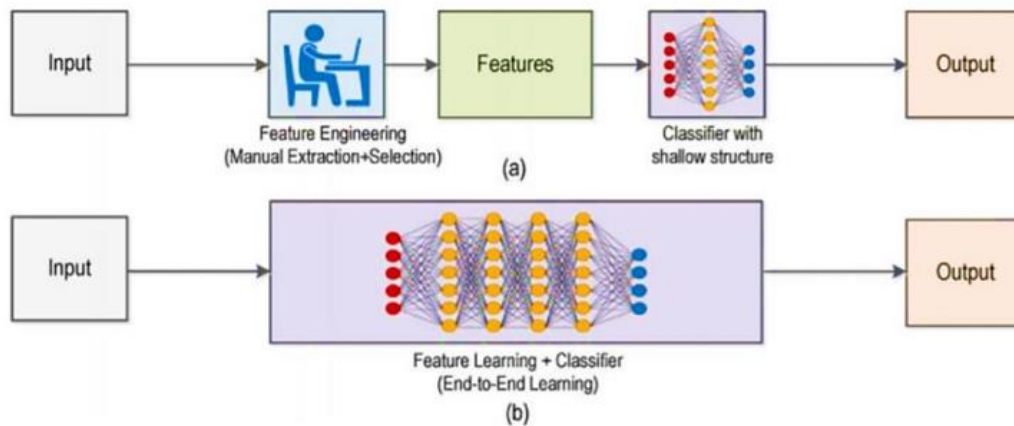 Input
Features
Output
Feature Engineering
(Manual Extraction+Selection)
Classifier with
shallow structure
(a)
Input
Output
Feature Learning + Classifier
(End-to-End Learning)
(b)